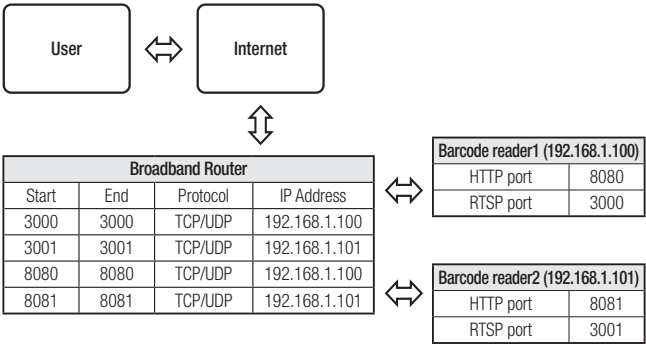 User
Internet
Broadband Router
Start End Protocol IP Address
3000 3000 TCP/UDP 192.168.1.100
3001 3001 TCP/UDP 192.168.1.101
8080 8080 TCP/UDP 192.168.1.100
8081 8081 TCP/UDP 192.168.1.101
Barcode reader1 (192.168.1.100)
HTTP port 8080
RTSP port 3000
Barcode reader2 (192.168.1.101)
HTTP port 8081
RTSP port 3001